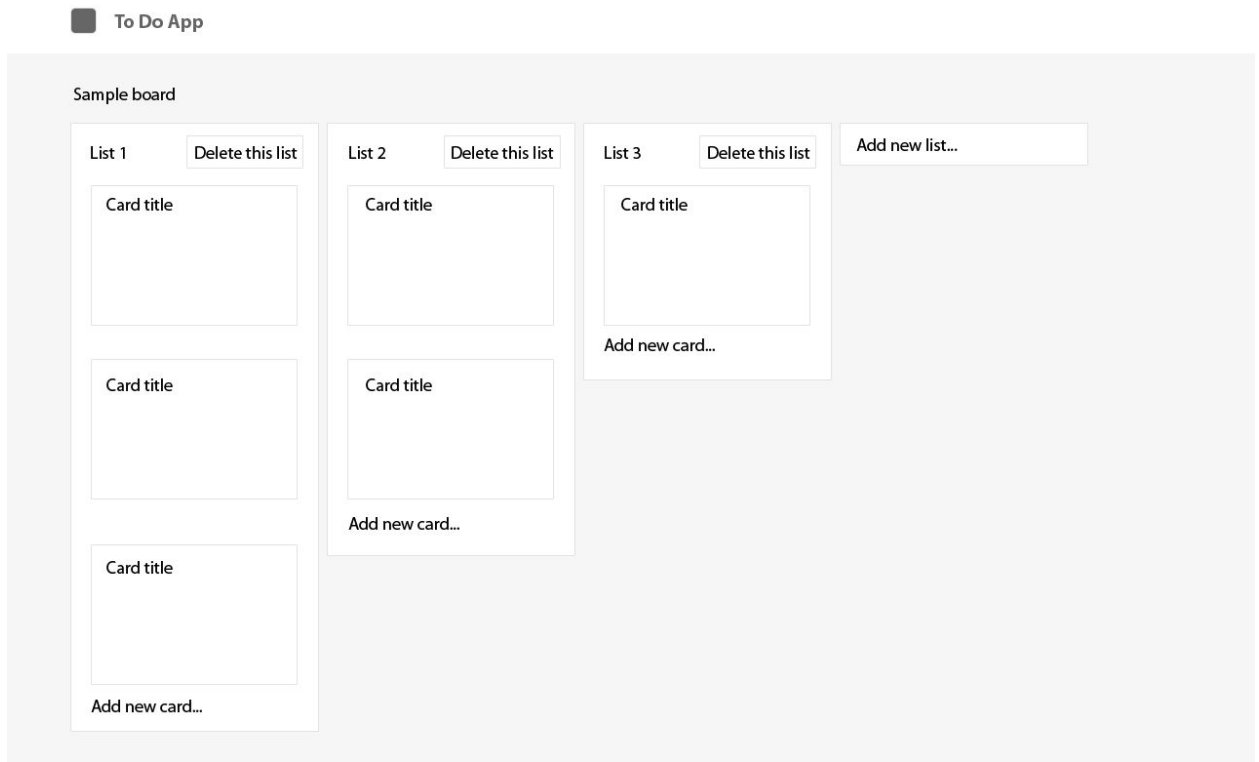 To Do App
Sample board
List 1
Delete this list
Card title
Card title
Card title
Add new card...
List 2
Delete this list
Card title
Card title
Add new card...
List 3
Delete this list
Card title
Add new card...
Add new list...